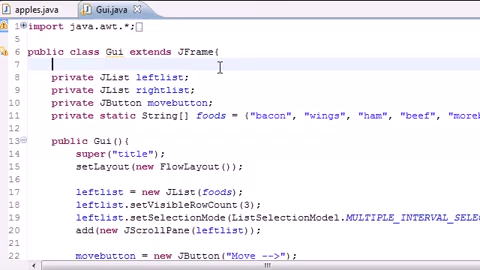 apples.java Gui.java
1 import java.awt.*;
5
6 public class Gui extends JFrame{
7
8 private JList leftlist;
9 private JList rightlist;
10 private JButton movebutton;
11 private static String[] foods = {"bacon", "wings", "ham", "beef", "moreb
12
13 public Gui(){
14 super("title");
15 setLayout(new FlowLayout());
16
17 leftlist = new JList(foods);
18 leftlist.setVisibleRowCount(3);
19 leftlist.setSelectionMode(ListSelectionModel.MULTIPLE_INTERVAL_SELE
20 add(new JScrollPane(leftlist));
21
22 movebutton = new JButton("Move -->");